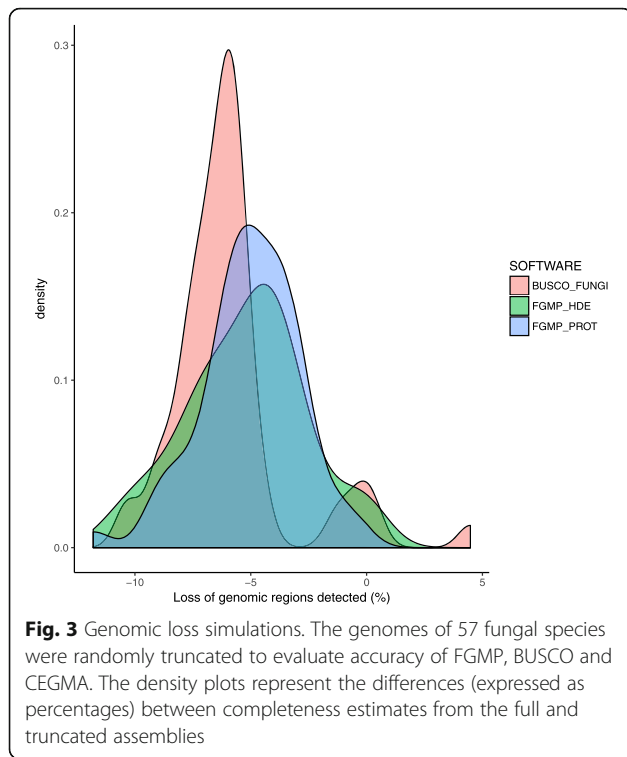 0.3
0.2
0.1
0.0
density
−10
−5
0
5
Loss of genomic regions detected (%)
SOFTWARE
BUSCO_FUNGI
FGMP_HDE
FGMP_PROT
Fig. 3 Genomic loss simulations. The genomes of 57 fungal species
were randomly truncated to evaluate accuracy of FGMP, BUSCO and
CEGMA. The density plots represent the differences (expressed as
percentages) between completeness estimates from the full and
truncated assemblies